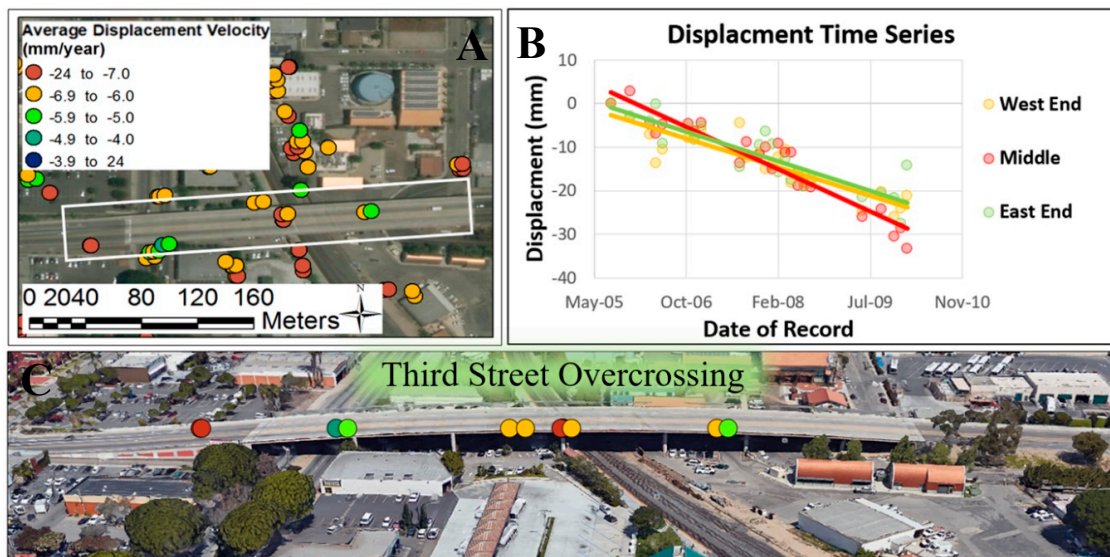 Average Displacement Velocity
(mm/year)
-24 to -7.0
-6.9 to -6.0
-5.9 to -5.0
-4.9 to -4.0
-3.9 to 24
A
N
0 2040 80 120 160
Meters
B
Displacment Time Series
Displacment (mm)
10
0
-10
-20
-30
-40
May-05 Oct-06 Feb-08 Jul-09 Nov-10
Date of Record
West End
Middle
East End
C
Third Street Overcrossing